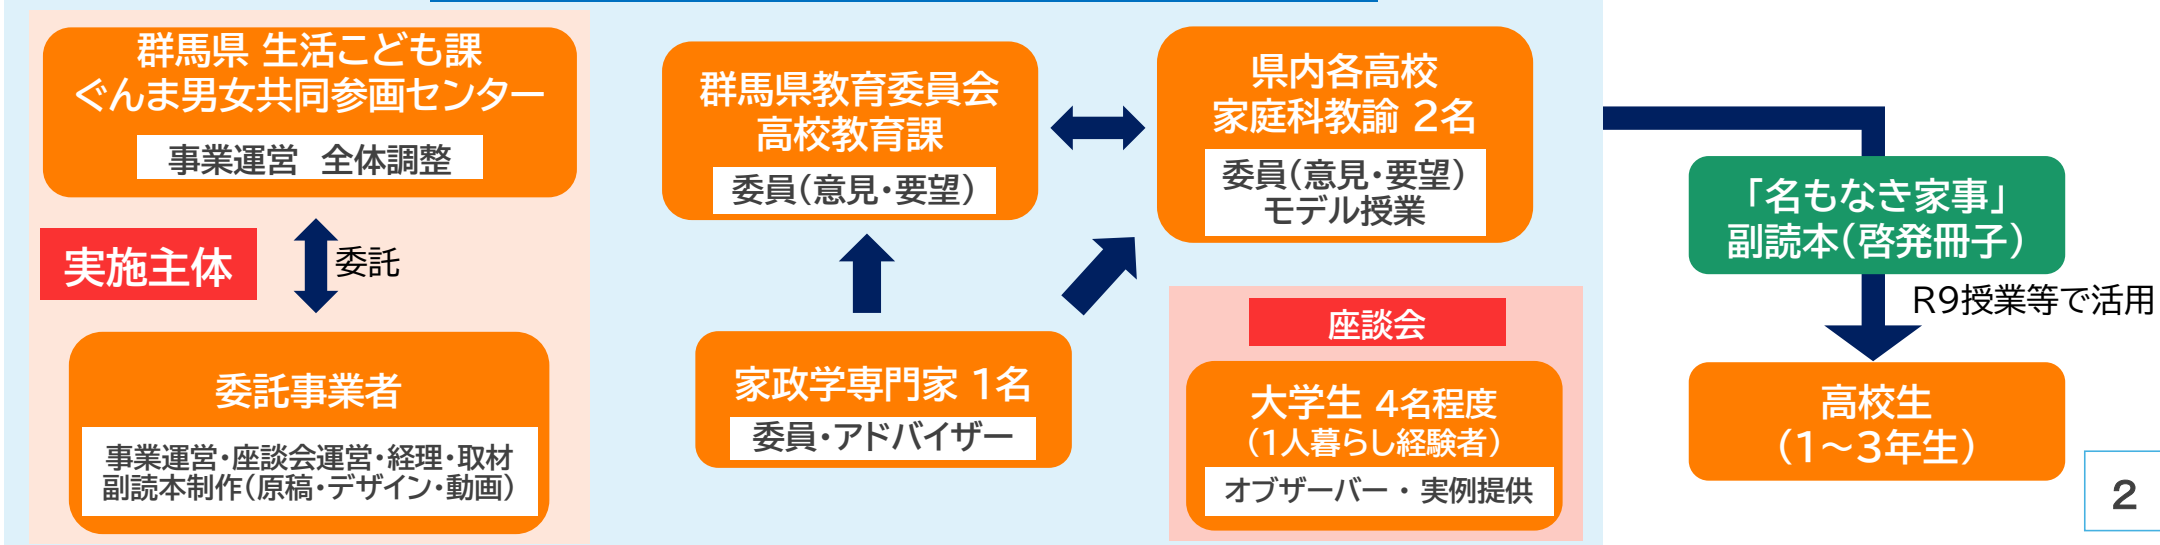 群馬県 生活こども課
ぐんま男女共同参画センター
事業運営　全体調整
実施主体
委託
委託事業者
事業運営・座談会運営・経理・取材
副読本制作(原稿・デザイン・動画)
群馬県教育委員会
高校教育課
委員(意見・要望)
県内各高校
家庭科教諭 2名
委員(意見・要望)
モデル授業
家政学専門家 1名
委員・アドバイザー
座談会
大学生 4名程度
(1人暮らし経験者)
オブザーバー・実例提供
「名もなき家事」
副読本(啓発冊子)
R9授業等で活用
高校生
(1～3年生)
2